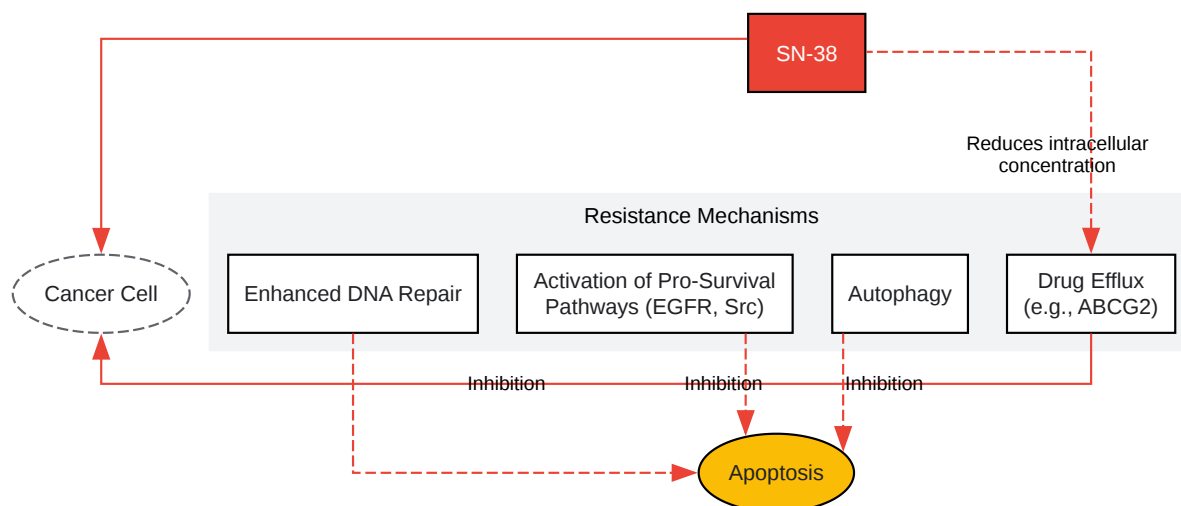 SN-38
Reduces intracellular
concentration
Resistance Mechanisms
Cancer Cell
Enhanced DNA Repair
Activation of Pro-Survival
Pathways (EGFR, Src)
Autophagy
Drug Efflux
(e.g., ABCG2)
Inhibition
Inhibition
Inhibition
Apoptosis